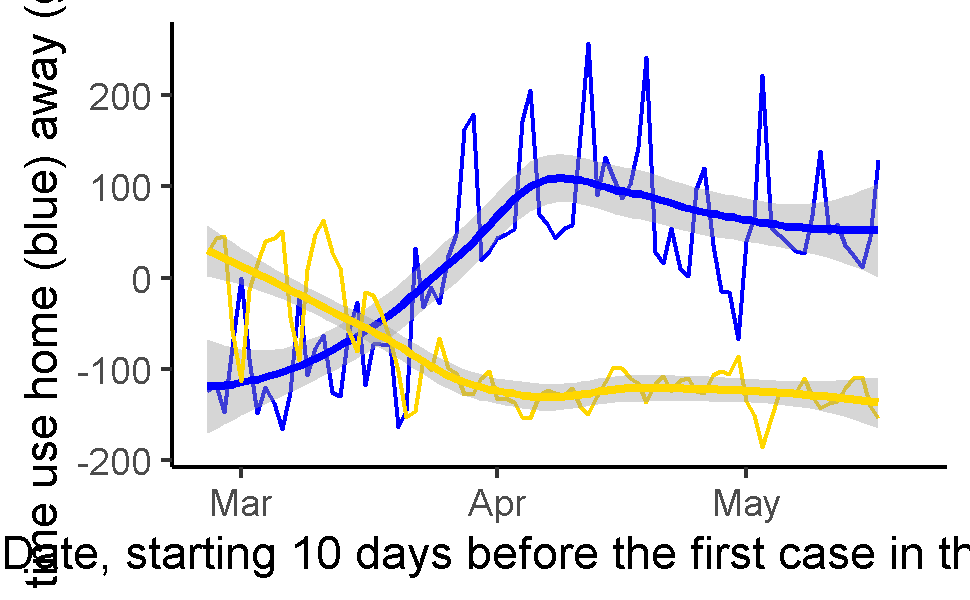 time use home (blue) away (
200
100
0
-100
-200
Mar Apr May
Date, starting 10 days before the first case in th